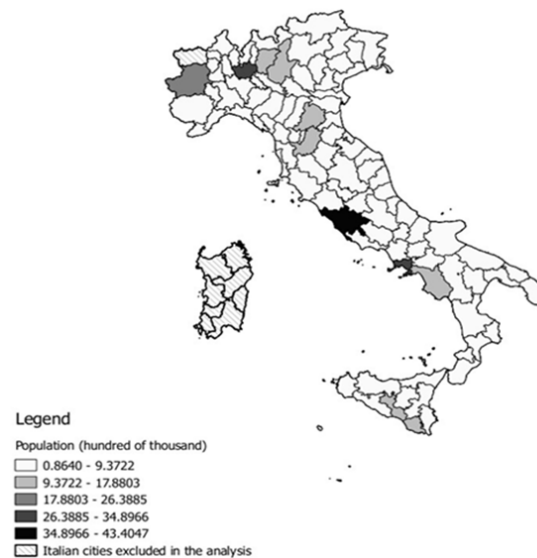 Legend
Population (hundred of thousand)
0.8640 - 9.3722
9.3722 - 17.8803
17.8803 - 26.3885
26.3885 - 34.8966
34.8966 - 43.4047
Italian cities excluded in the analysis